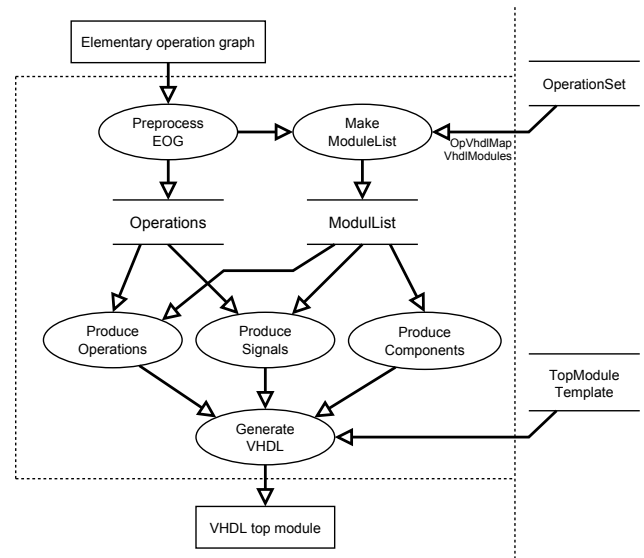 Elementary operation graph
OperationSet
Preprocess
EOG
Make
ModuleList
OpVhdlMap
VhdlModules
Operations
ModulList
Produce
Operations
Produce
Signals
Produce
Components
TopModule
Template
Generate
VHDL
VHDL top module